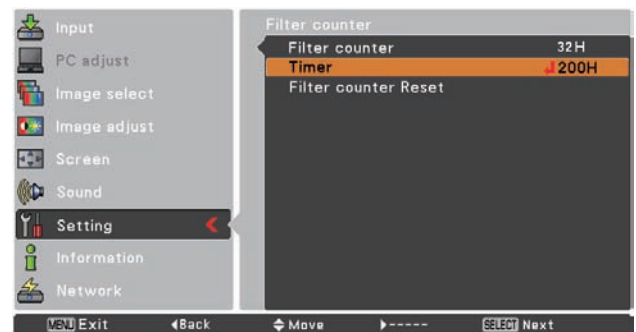 Input
PC adjust
Image select
Image adjust
Screen
Sound
Setting
Information
Network
Filter counter
Filter counter 32H
Timer 200H
Filter counter Reset
MENU Exit Back Move ----- SELECT Next